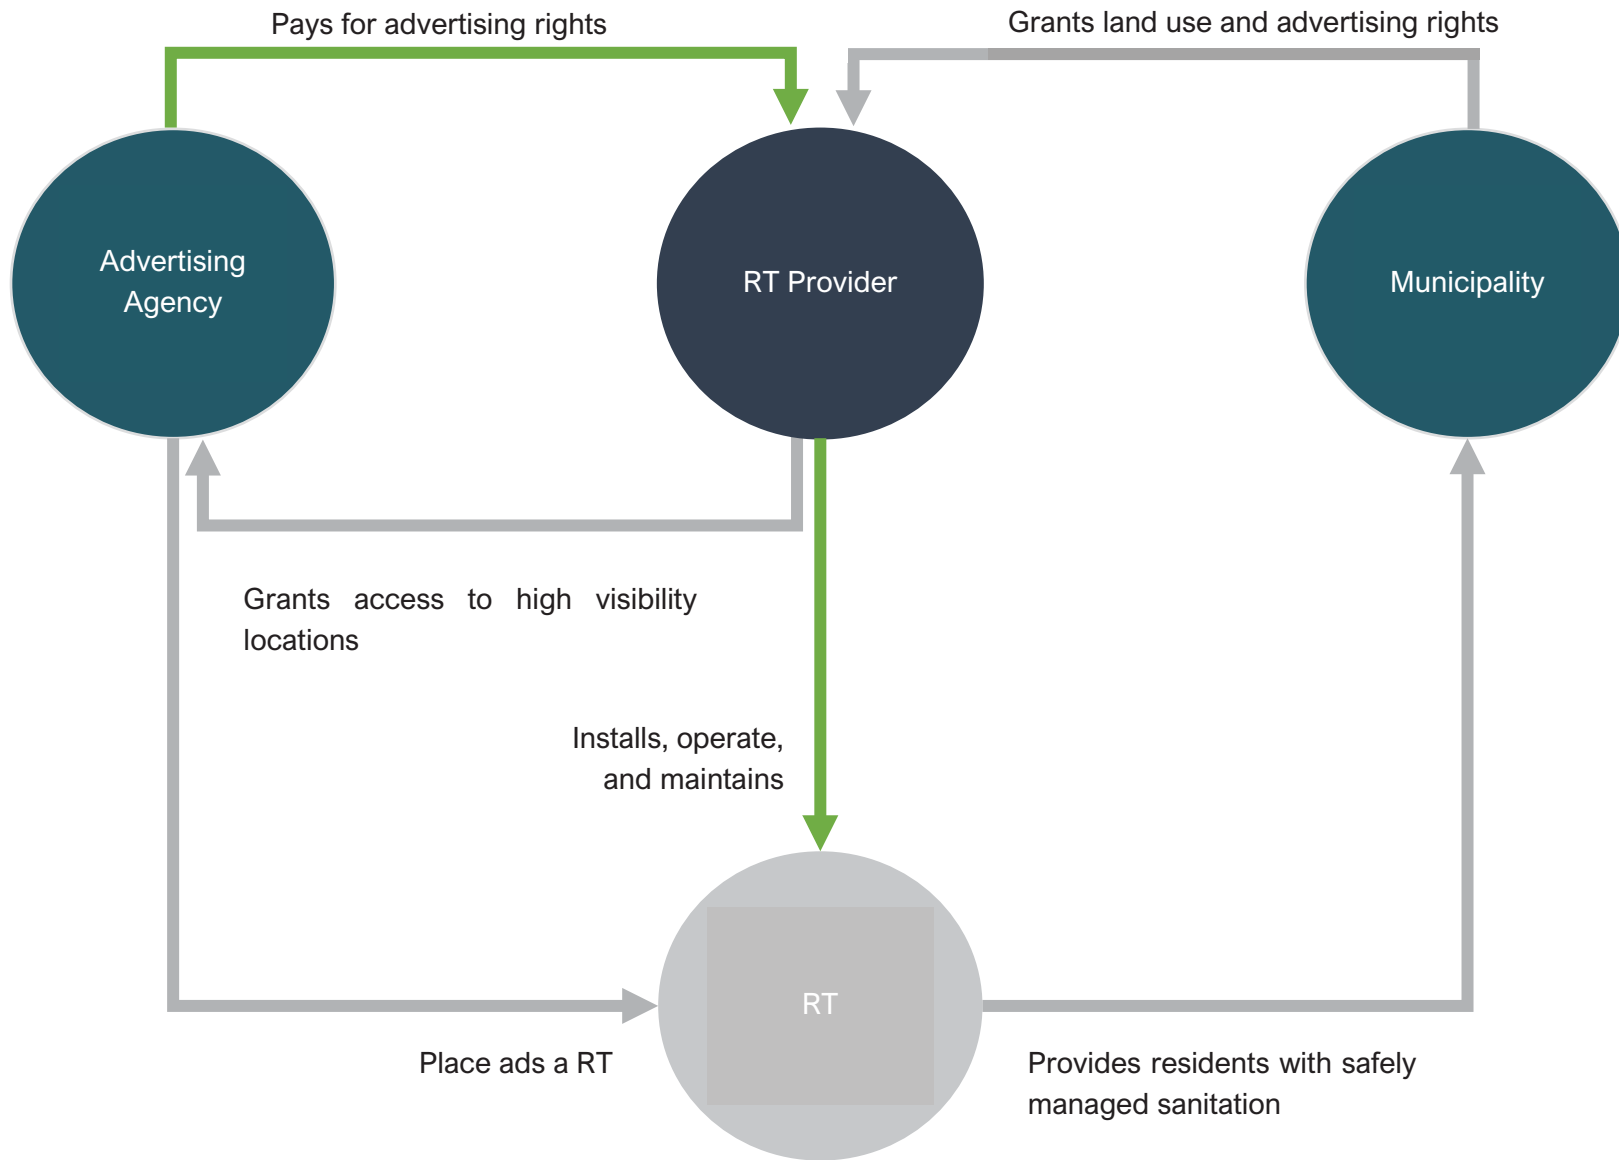 Pays for advertising rights
Grants land use and advertising rights
Advertising
Agency
RT Provider
Municipality
Grants access to high visibility
locations
Installs, operate,
and maintains
RT
Place ads a RT
Provides residents with safely
managed sanitation